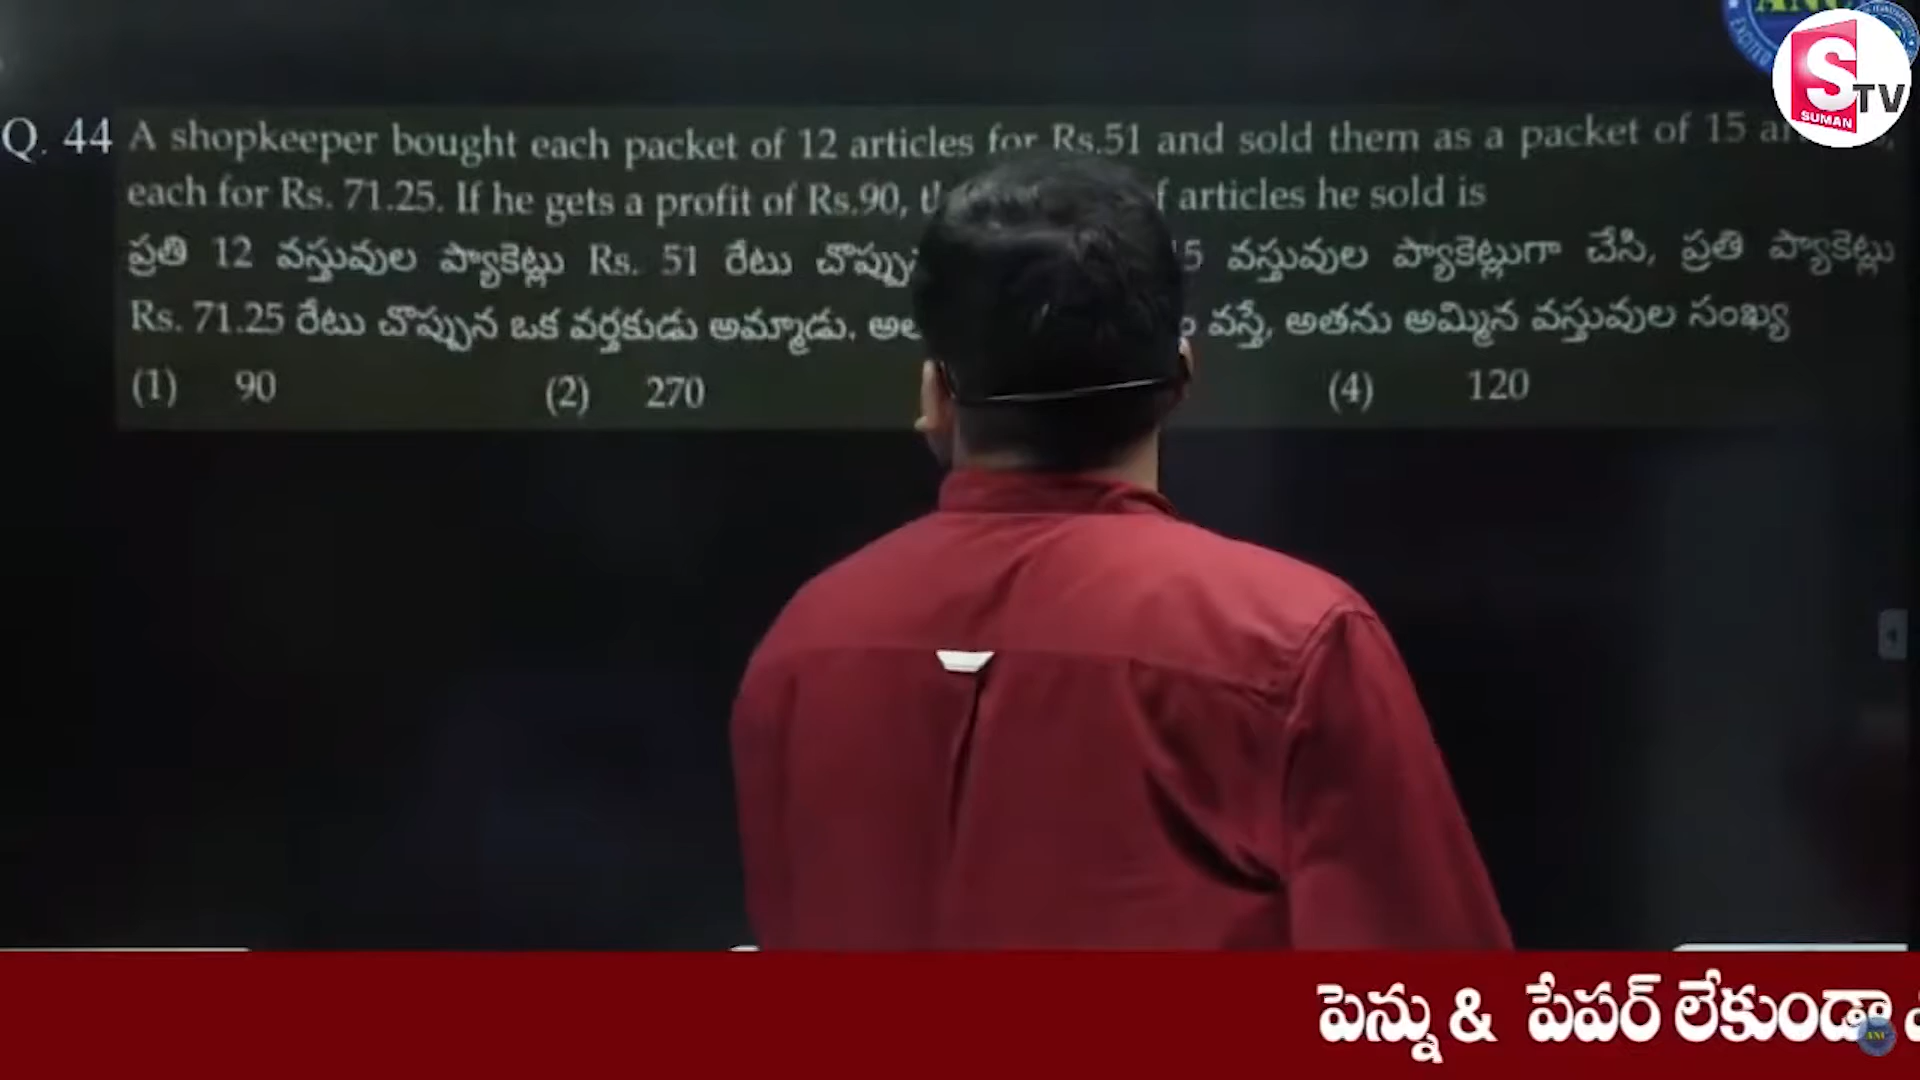 S TV
SUMAN
Q. 44 A shopkeeper bought each packet of 12 articles for Rs.51 and sold them as a packet of 15
each for Rs. 71.25. If he gets a profit of Rs.90, articles he sold is
ప్రతి 12 వస్తువుల ప్యాకెట్లు Rs. 51 రేటు వస్తువుల ప్యాకెట్లుగా చేసి, ప్రతి ప్యాకెట్లు
Rs. 71.25 రేటు చొప్పున ఒక వర్తకుడు అమ్మాడు. వస్తే, అతను అమ్మిన వస్తువుల సంఖ్య
(1) 90 (2) 270 (4) 120
పెన్ను & పేపర్ లేకుండా